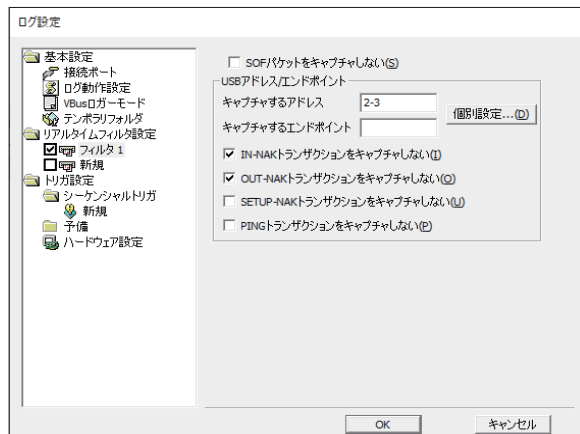 ログ設定
基本設定
接続ポート
ログ動作設定
VBusロガーモード
テンポラリフォルダ
リアルタイムフィルタ設定
フィルタ 1
新規
トリガ設定
シーケンシャルトリガ
新規
予備
ハードウェア設定
SOFパケットをキャプチャしない(S)
USBアドレス/エンドポイント
キャプチャするアドレス 2-3
個別設定...(D)
キャプチャするエンドポイント
IN-NAKトランザクションをキャプチャしない(I)
OUT-NAKトランザクションをキャプチャしない(O)
SETUP-NAKトランザクションをキャプチャしない(U)
PINGトランザクションをキャプチャしない(P)
OK キャンセル